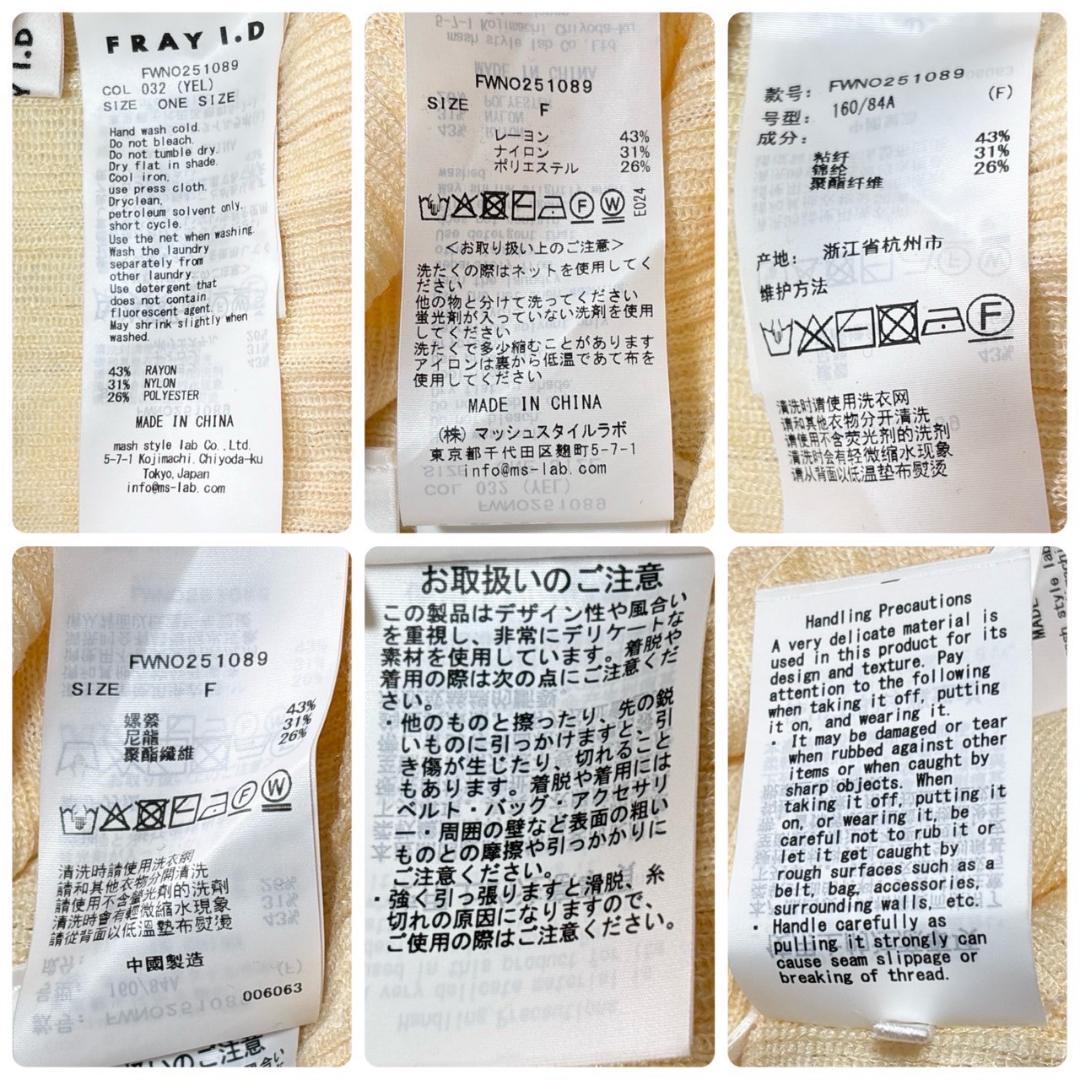 FRAY I.D
FWNO251089
COL 032 (YEL)
SIZE ONE SIZE
Hand wash cold.
Do not bleach.
Do not tumble dry.
Dry flat in shade.
Cool iron,
use press cloth.
Dryclean,
petroleum solvent only,
short cycle.
Use the net when washing.
Wash the laundry
separately from
other laundry.
Use detergent that
does not contain
fluorescent agent.
May shrink slightly when
washed.
43% RAYON
31% NYLON
26% POLYESTER
MADE IN CHINA
mash style lab Co., Ltd.
5-7-1 Kojimachi, Chiyoda-ku
Tokyo, Japan
info@ms-lab.com
FWNO251089
SIZE F
レーヨン 43%
ナイロン 31%
ポリエステル 26%
E024
<お取り扱い上のご注意>
洗たくの際はネットを使用してく
ださい
他の物と分けて洗ってください
蛍光剤が入っていない洗剤を使用
してください
洗たくで多少縮むことがあります
アイロンは裏から低温であて布を
使用してください
MADE IN CHINA
(株) マッシュスタイルラボ
東京都千代田区麹町5-7-1
info@ms-lab.com
款号: FWNO251089
号型: 160/84A (F)
成分:
粘纤 43%
锦纶 31%
聚酯纤维 26%
产地: 浙江省杭州市
维护方法
清洗时请使用洗衣网
请和其他衣物分开清洗
请使用不含荧光剂的洗剂
清洗时会有轻微缩水现象
请从背面以低温垫布熨烫
FWNO251089
SIZE F
嫘縈 43%
尼龍 31%
聚酯纖維 26%
清洗時請使用洗衣網
請和其他衣物分開清洗
請使用不含螢光劑的洗劑
清洗時會有輕微縮水現象
請從背面以低溫墊布熨燙
中國製造
006063
お取扱いのご注意
この製品はデザイン性や風合い
を重視し、非常にデリケートな
素材を使用しています。着脱や
着用の際は次の点にご注意くだ
さい。
・他のものと擦ったり、先の鋭
いものに引っかけますと引
き傷が生じたり、切れること
もあります。着脱や着用には
ベルト・バッグ・アクセサリ
ー・周囲の壁など表面の粗い
ものとの摩擦や引っかかりに
ご注意ください。
・強く引っ張りますと滑脱、糸
切れの原因になりますので、
ご使用の際はご注意ください。
Handling Precautions
A very delicate material is
used in this product for its
design and texture. Pay
attention to the following
when taking it off, putting
it on, and wearing it.
・ It may be damaged or tear
when rubbed against other
items or when caught by
sharp objects. When
taking it off, putting it
on, or wearing it, be
careful not to rub it or
let it get caught by
rough surfaces such as a
belt, bag, accessories,
surrounding walls, etc.
・ Handle carefully as
pulling it strongly can
cause seam slippage or
breaking of thread.